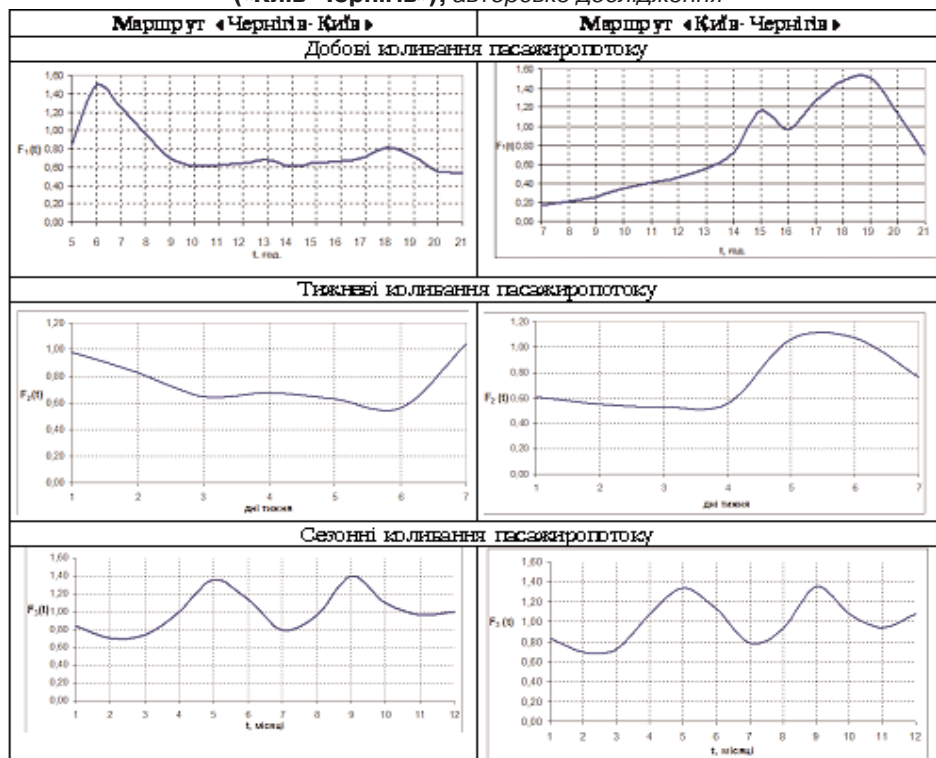 («Київ- Чернігів»), авторське дослідження
Маршрут «Чернігів- Київ»
Маршрут «Київ- Чернігів»
Добові коливання пасажиропотоку
1,60
1,40
1,20
1,00
F₁(t) 0,80
0,60
0,40
0,20
0,00
5 6 7 8 9 10 11 12 13 14 15 16 17 18 19 20 21
t, год.
1,60
1,40
1,20
1,00
F₁(t) 0,80
0,60
0,40
0,20
0,00
7 8 9 10 11 12 13 14 15 16 17 18 19 20 21
t, год.
Тижневі коливання пасажиропотоку
1,20
1,00
0,80
F₂(t)
0,60
0,40
0,20
0,00
1 2 3 4 5 6 7
дні тижня
1,20
1,00
0,80
F₂ (t) 0,60
0,40
0,20
0,00
1 2 3 4 5 6 7
дні тижня
Сезонні коливання пасажиропотоку
1,60
1,40
1,20
F₃(t) 1,00
0,80
0,60
0,40
0,20
0,00
1 2 3 4 5 6 7 8 9 10 11 12
t, місяці
1,60
1,40
1,20
F₃ (t) 1,00
0,80
0,60
0,40
0,20
0,00
1 2 3 4 5 6 7 8 9 10 11 12
t, місяці